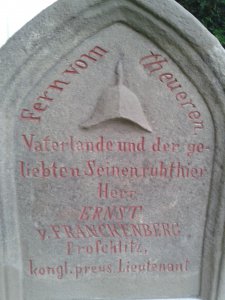 Fern vom theueren
Vaterlande und der ge-
liebten Seinen ruht hier
Herr
ERNST
v. FRANCKENBERG
Proschlitz,
kongl. preus. Lieutenant